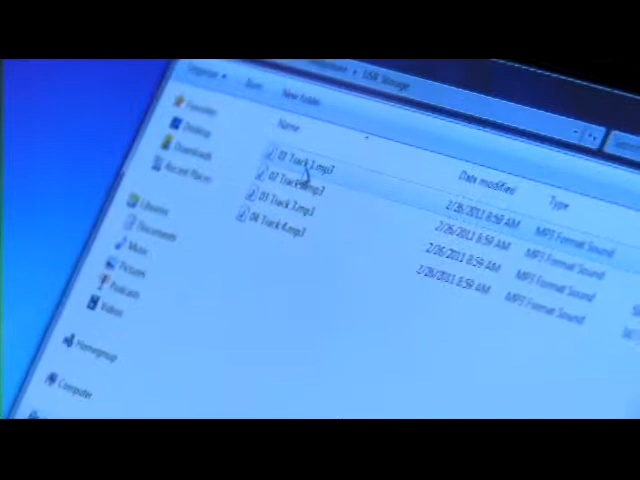 USB Storage
Organize
New folder
Name
Date modified
Type
01 Track 1.mp3
2/26/2011 8:59 AM
MP3 Format Sound
02 Track
.mp3
2/26/2011 8:59 AM
MP3 Format Sound
03 Track 3.mp3
2/26/2011 8:59 AM
MP3 Format Sound
04 Track 4.mp3
2/26/2011 8:59 AM
MP3 Format Sound
Favorites
Desktop
Downloads
Recent Places
Libraries
Documents
Music
Pictures
Podcasts
Videos
Homegroup
Computer